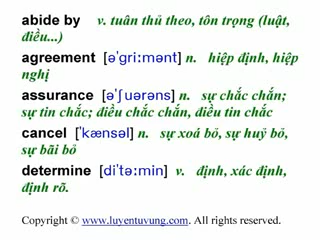 abide by v. tuân thủ theo, tôn trọng (luật,
điều...)
agreement [ə'gri:mənt] n. hiệp định, hiệp
nghị
assurance [ə'ʃuərəns] n. sự chắc chắn;
sự tin chắc; điều chắc chắn, điều tin chắc
cancel ['kænsəl] n. sự xoá bỏ, sự huỷ bỏ,
sự bãi bỏ
determine [di'tə:min] v. định, xác định,
định rõ.
Copyright © www.luyentuvung.com. All rights reserved.